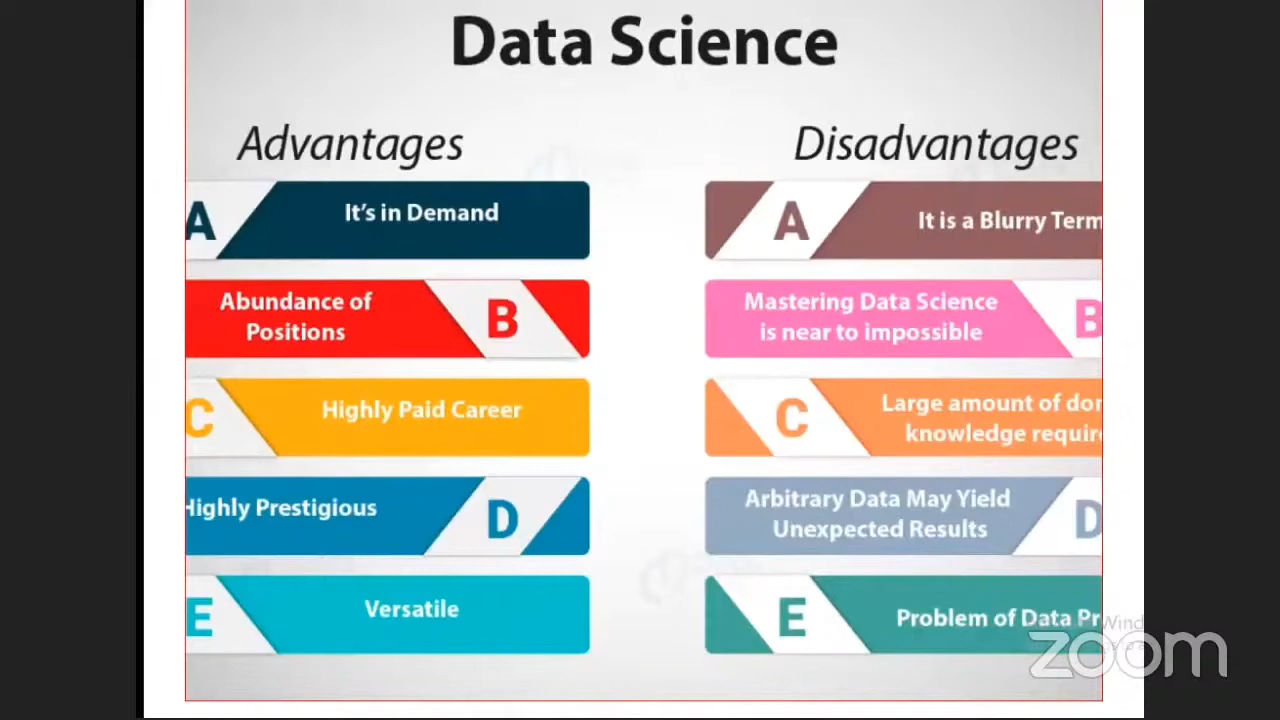 Data Science
Advantages
Disadvantages
A
It's in Demand
Abundance of
Positions
B
C
Highly Paid Career
Highly Prestigious
D
E
Versatile
A
It is a Blurry Term
Mastering Data Science
is near to impossible
B
C
Large amount of
knowledge
Arbitrary Data May Yield
Unexpected Results
D
E
Problem of Data
zoom